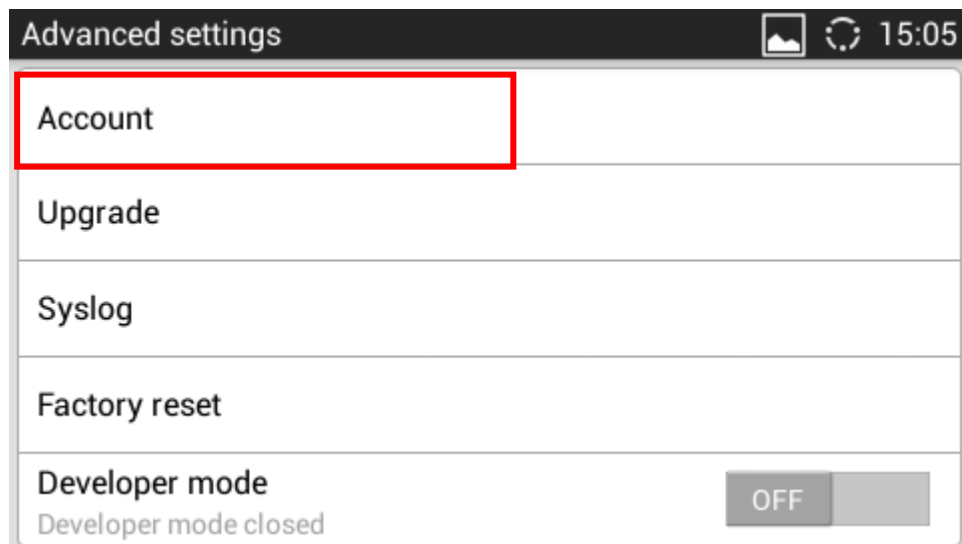 Advanced settings 15:05
Account
Upgrade
Syslog
Factory reset
Developer mode
OFF
Developer mode closed